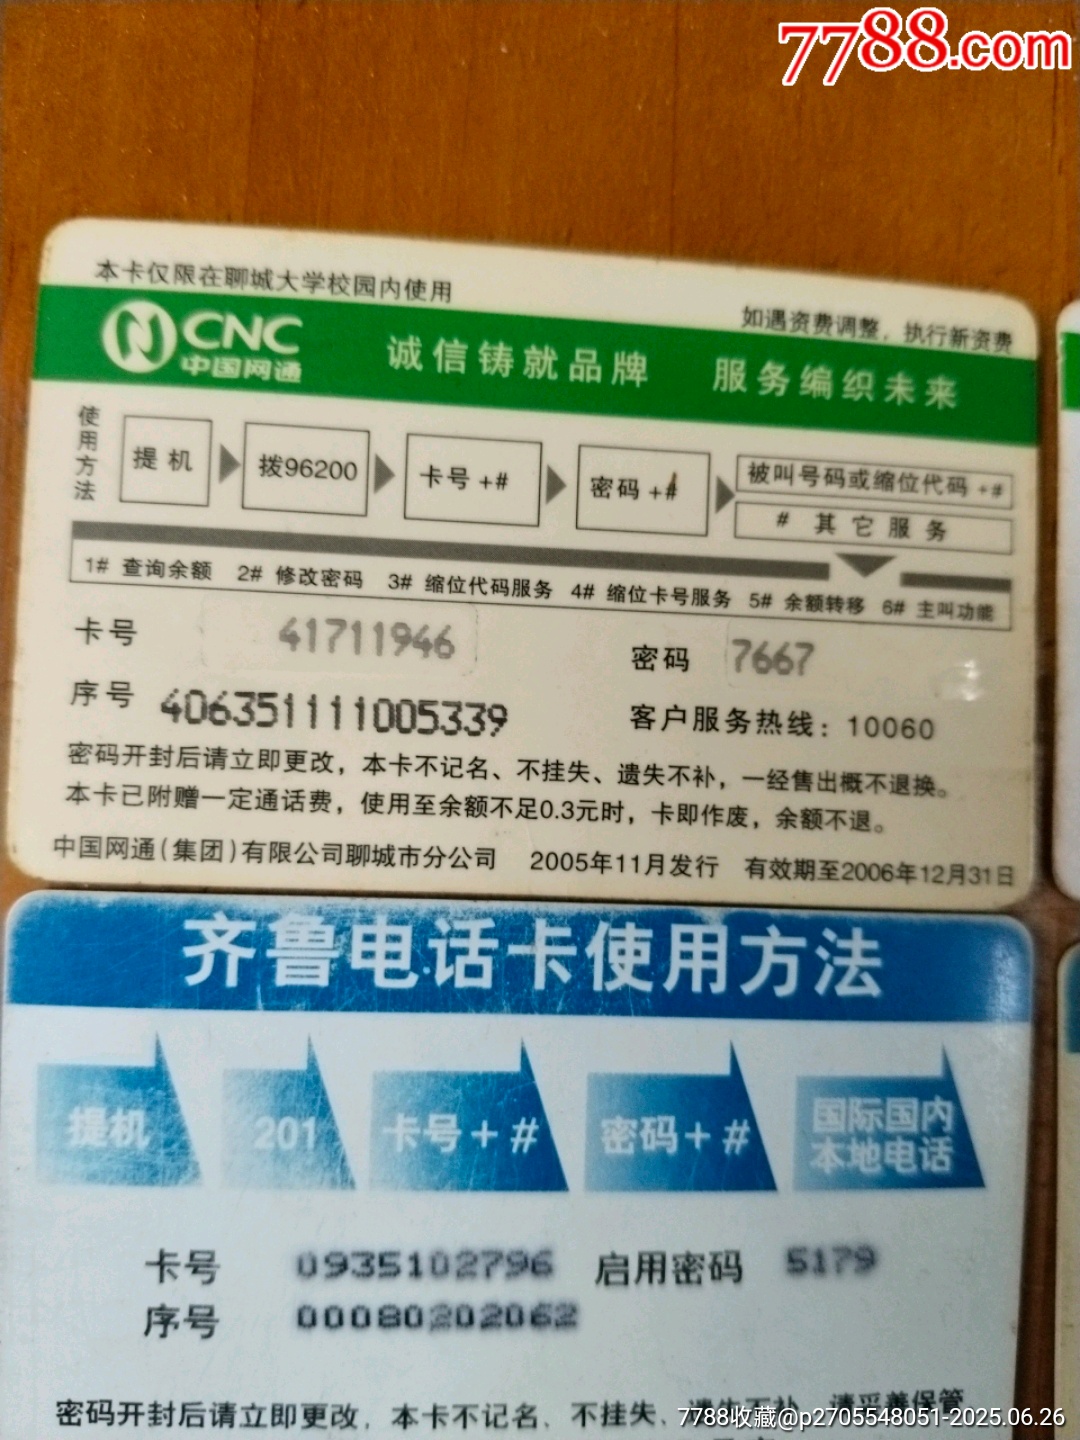 7788.com
本卡仅限在聊城大学校园内使用
如遇资费调整，执行新资费
CNC
中国网通
诚信铸就品牌 服务编织未来
使用方法
提机
拨96200
卡号+#
密码+#
被叫号码或缩位代码+#
# 其它服务
1# 查询余额 2# 修改密码 3# 缩位代码服务 4# 缩位卡号服务 5# 余额转移 6# 主叫功能
卡号 41711946
密码 7667
序号 406351111005339
客户服务热线：10060
密码开封后请立即更改，本卡不记名、不挂失、遗失不补，一经售出概不退换。
本卡已附赠一定通话费，使用至余额不足0.3元时，卡即作废，余额不退。
中国网通(集团)有限公司聊城市分公司 2005年11月发行 有效期至2006年12月31日
齐鲁电话卡使用方法
提机
201
卡号+#
密码+#
国际国内
本地电话
卡号 0935102796 启用密码 5179
序号 00080202062
密码开封后请立即更改，本卡不记名、不挂失、遗失不补，请妥善保管
7788收藏@p2705548051-2025.06.26